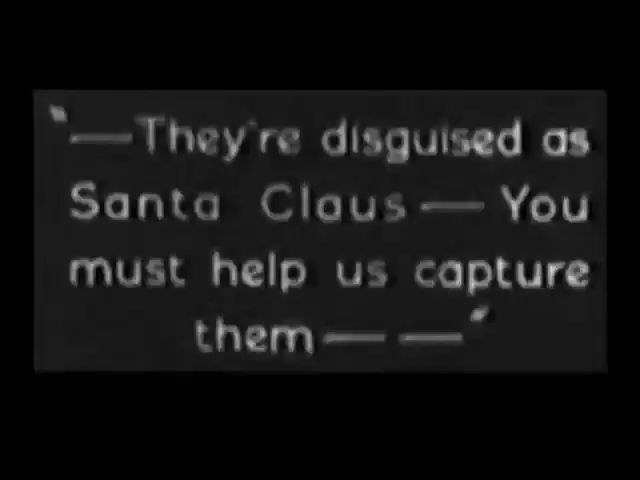 "—They're disguised as
Santa Claus — You
must help us capture
them — —"